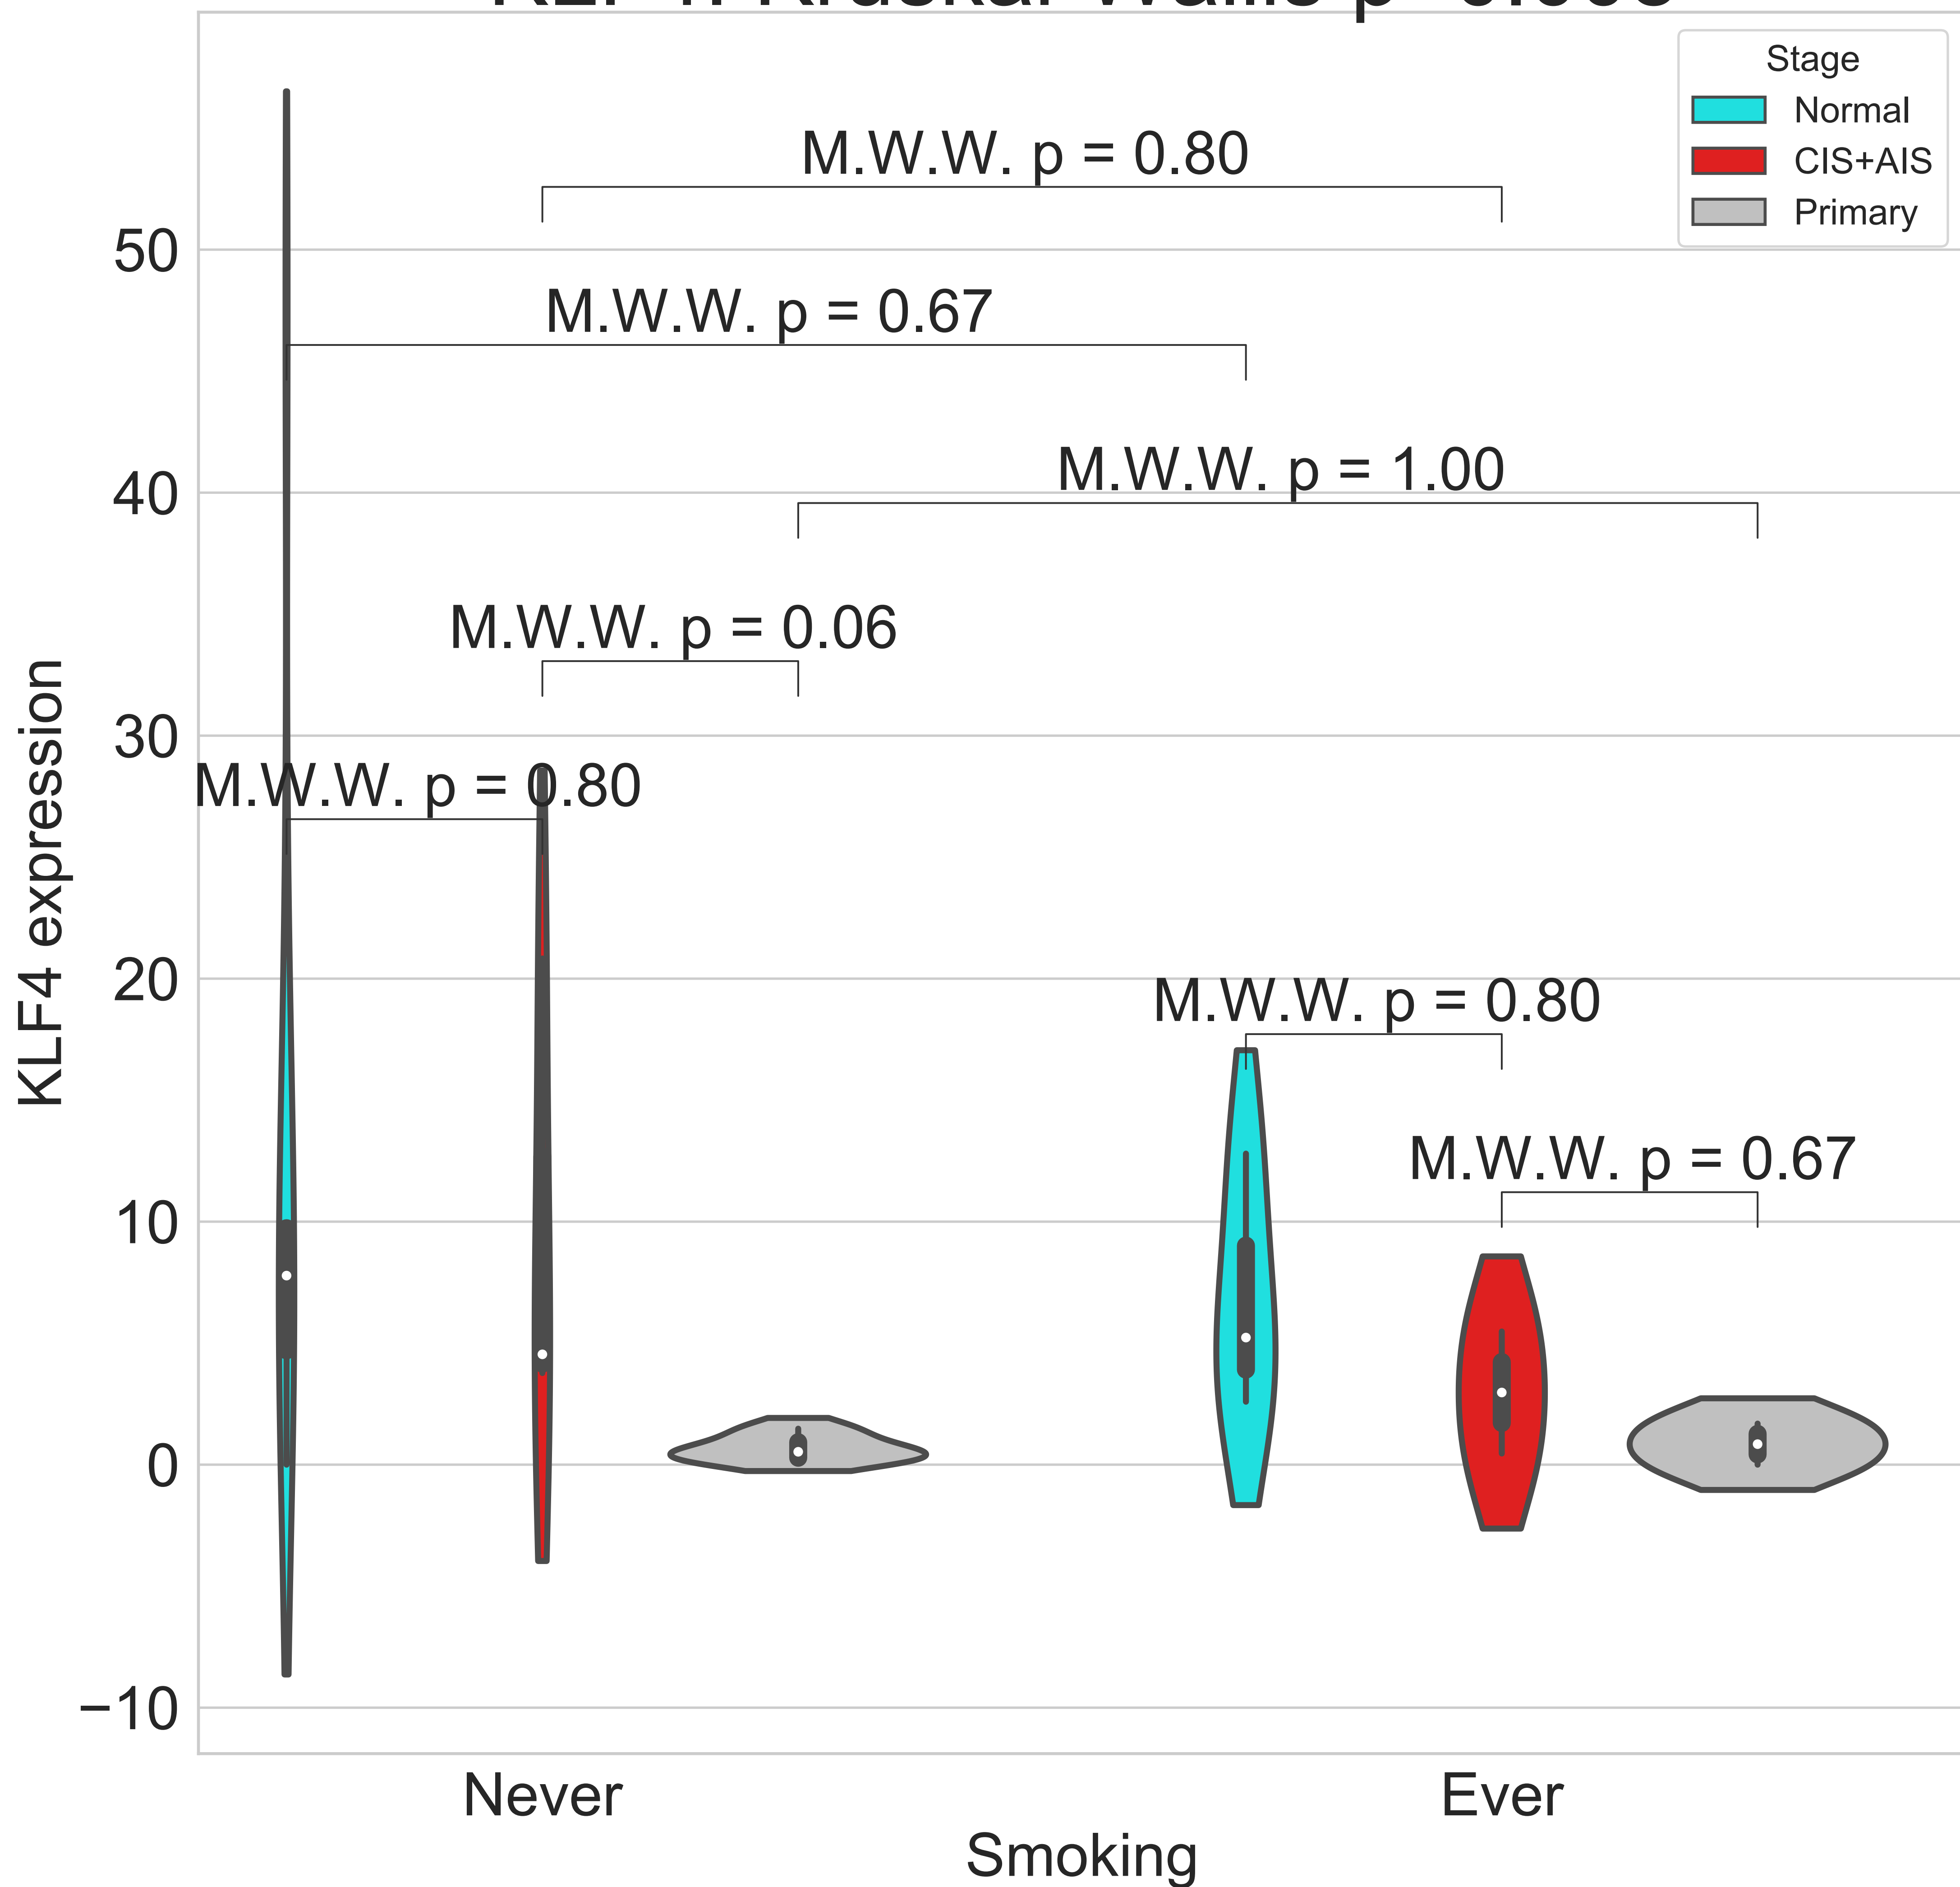 Stage
Normal
CIS+AIS
Primary
M.W.W. p = 0.80
M.W.W. p = 0.67
M.W.W. p = 1.00
M.W.W. p = 0.06
M.W.W. p = 0.80
M.W.W. p = 0.80
M.W.W. p = 0.67
50
40
30
20
10
0
−10
KLF4 expression
Never
Ever
Smoking